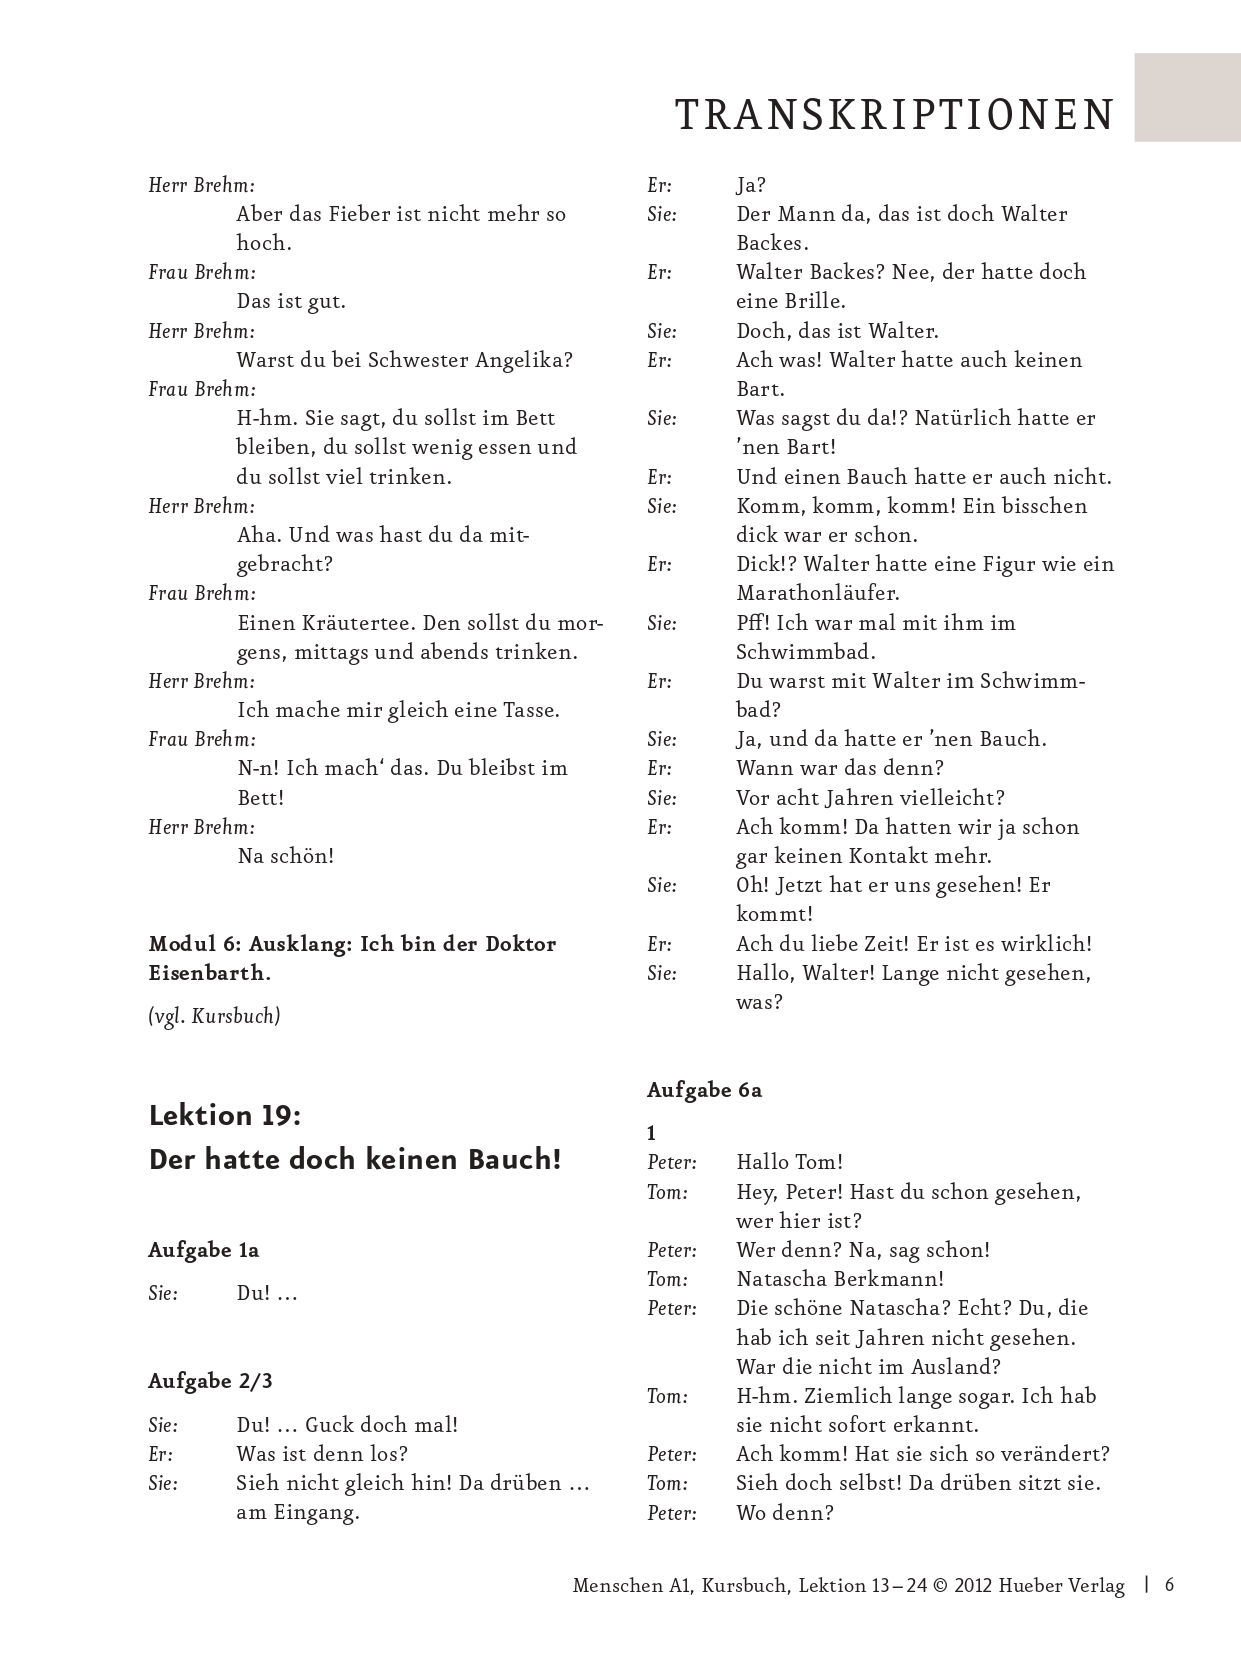 TRANSKRIPTIONEN
Herr Brehm:
Aber das Fieber ist nicht mehr so
hoch.
Frau Brehm:
Das ist gut.
Herr Brehm:
Warst du bei Schwester Angelika?
Frau Brehm:
H-hm. Sie sagt, du sollst im Bett
bleiben, du sollst wenig essen und
du sollst viel trinken.
Herr Brehm:
Aha. Und was hast du da mit-
gebracht?
Frau Brehm:
Einen Kräutertee. Den sollst du mor-
gens, mittags und abends trinken.
Herr Brehm:
Ich mache mir gleich eine Tasse.
Frau Brehm:
N-n! Ich mach‘ das. Du bleibst im
Bett!
Herr Brehm:
Na schön!
Modul 6: Ausklang: Ich bin der Doktor
Eisenbarth.
(vgl. Kursbuch)
Lektion 19:
Der hatte doch keinen Bauch!
Aufgabe 1a
Sie: Du! …
Aufgabe 2/3
Sie: Du! … Guck doch mal!
Er: Was ist denn los?
Sie: Sieh nicht gleich hin! Da drüben …
am Eingang.
Er: Ja?
Sie: Der Mann da, das ist doch Walter
Backes.
Er: Walter Backes? Nee, der hatte doch
eine Brille.
Sie: Doch, das ist Walter.
Er: Ach was! Walter hatte auch keinen
Bart.
Sie: Was sagst du da!? Natürlich hatte er
’nen Bart!
Er: Und einen Bauch hatte er auch nicht.
Sie: Komm, komm, komm! Ein bisschen
dick war er schon.
Er: Dick!? Walter hatte eine Figur wie ein
Marathonläufer.
Sie: Pff! Ich war mal mit ihm im
Schwimmbad.
Er: Du warst mit Walter im Schwimm-
bad?
Sie: Ja, und da hatte er ’nen Bauch.
Er: Wann war das denn?
Sie: Vor acht Jahren vielleicht?
Er: Ach komm! Da hatten wir ja schon
gar keinen Kontakt mehr.
Sie: Oh! Jetzt hat er uns gesehen! Er
kommt!
Er: Ach du liebe Zeit! Er ist es wirklich!
Sie: Hallo, Walter! Lange nicht gesehen,
was?
Aufgabe 6a
1
Peter: Hallo Tom!
Tom: Hey, Peter! Hast du schon gesehen,
wer hier ist?
Peter: Wer denn? Na, sag schon!
Tom: Natascha Berkmann!
Peter: Die schöne Natascha? Echt? Du, die
hab ich seit Jahren nicht gesehen.
War die nicht im Ausland?
Tom: H-hm. Ziemlich lange sogar. Ich hab
sie nicht sofort erkannt.
Peter: Ach komm! Hat sie sich so verändert?
Tom: Sieh doch selbst! Da drüben sitzt sie.
Peter: Wo denn?
Menschen A1, Kursbuch, Lektion 13–24 © 2012 Hueber Verlag | 6